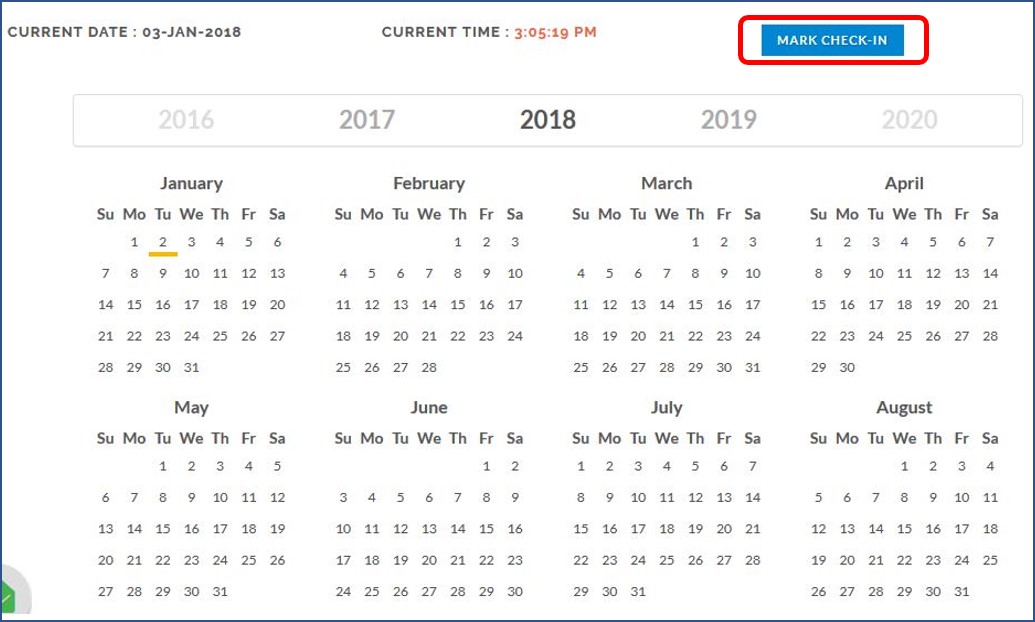 CURRENT DATE : 03-JAN-2018 CURRENT TIME : 3:05:19 PM MARK CHECK-IN
2016 2017 2018 2019 2020
January February March April
Su Mo Tu We Th Fr Sa Su Mo Tu We Th Fr Sa Su Mo Tu We Th Fr Sa Su Mo Tu We Th Fr Sa
1 2 3 4 5 6 1 2 3 1 2 3 1 2 3 4 5 6 7
7 8 9 10 11 12 13 4 5 6 7 8 9 10 4 5 6 7 8 9 10 8 9 10 11 12 13 14
14 15 16 17 18 19 20 11 12 13 14 15 16 17 11 12 13 14 15 16 17 15 16 17 18 19 20 21
21 22 23 24 25 26 27 18 19 20 21 22 23 24 18 19 20 21 22 23 24 22 23 24 25 26 27 28
28 29 30 31 25 26 27 28 25 26 27 28 29 30 31 29 30
May June July August
Su Mo Tu We Th Fr Sa Su Mo Tu We Th Fr Sa Su Mo Tu We Th Fr Sa Su Mo Tu We Th Fr Sa
1 2 3 4 5 1 2 1 2 3 4 5 6 7 1 2 3 4
6 7 8 9 10 11 12 3 4 5 6 7 8 9 8 9 10 11 12 13 14 5 6 7 8 9 10 11
13 14 15 16 17 18 19 10 11 12 13 14 15 16 15 16 17 18 19 20 21 12 13 14 15 16 17 18
20 21 22 23 24 25 26 17 18 19 20 21 22 23 22 23 24 25 26 27 28 19 20 21 22 23 24 25
27 28 29 30 31 24 25 26 27 28 29 30 29 30 31 26 27 28 29 30 31